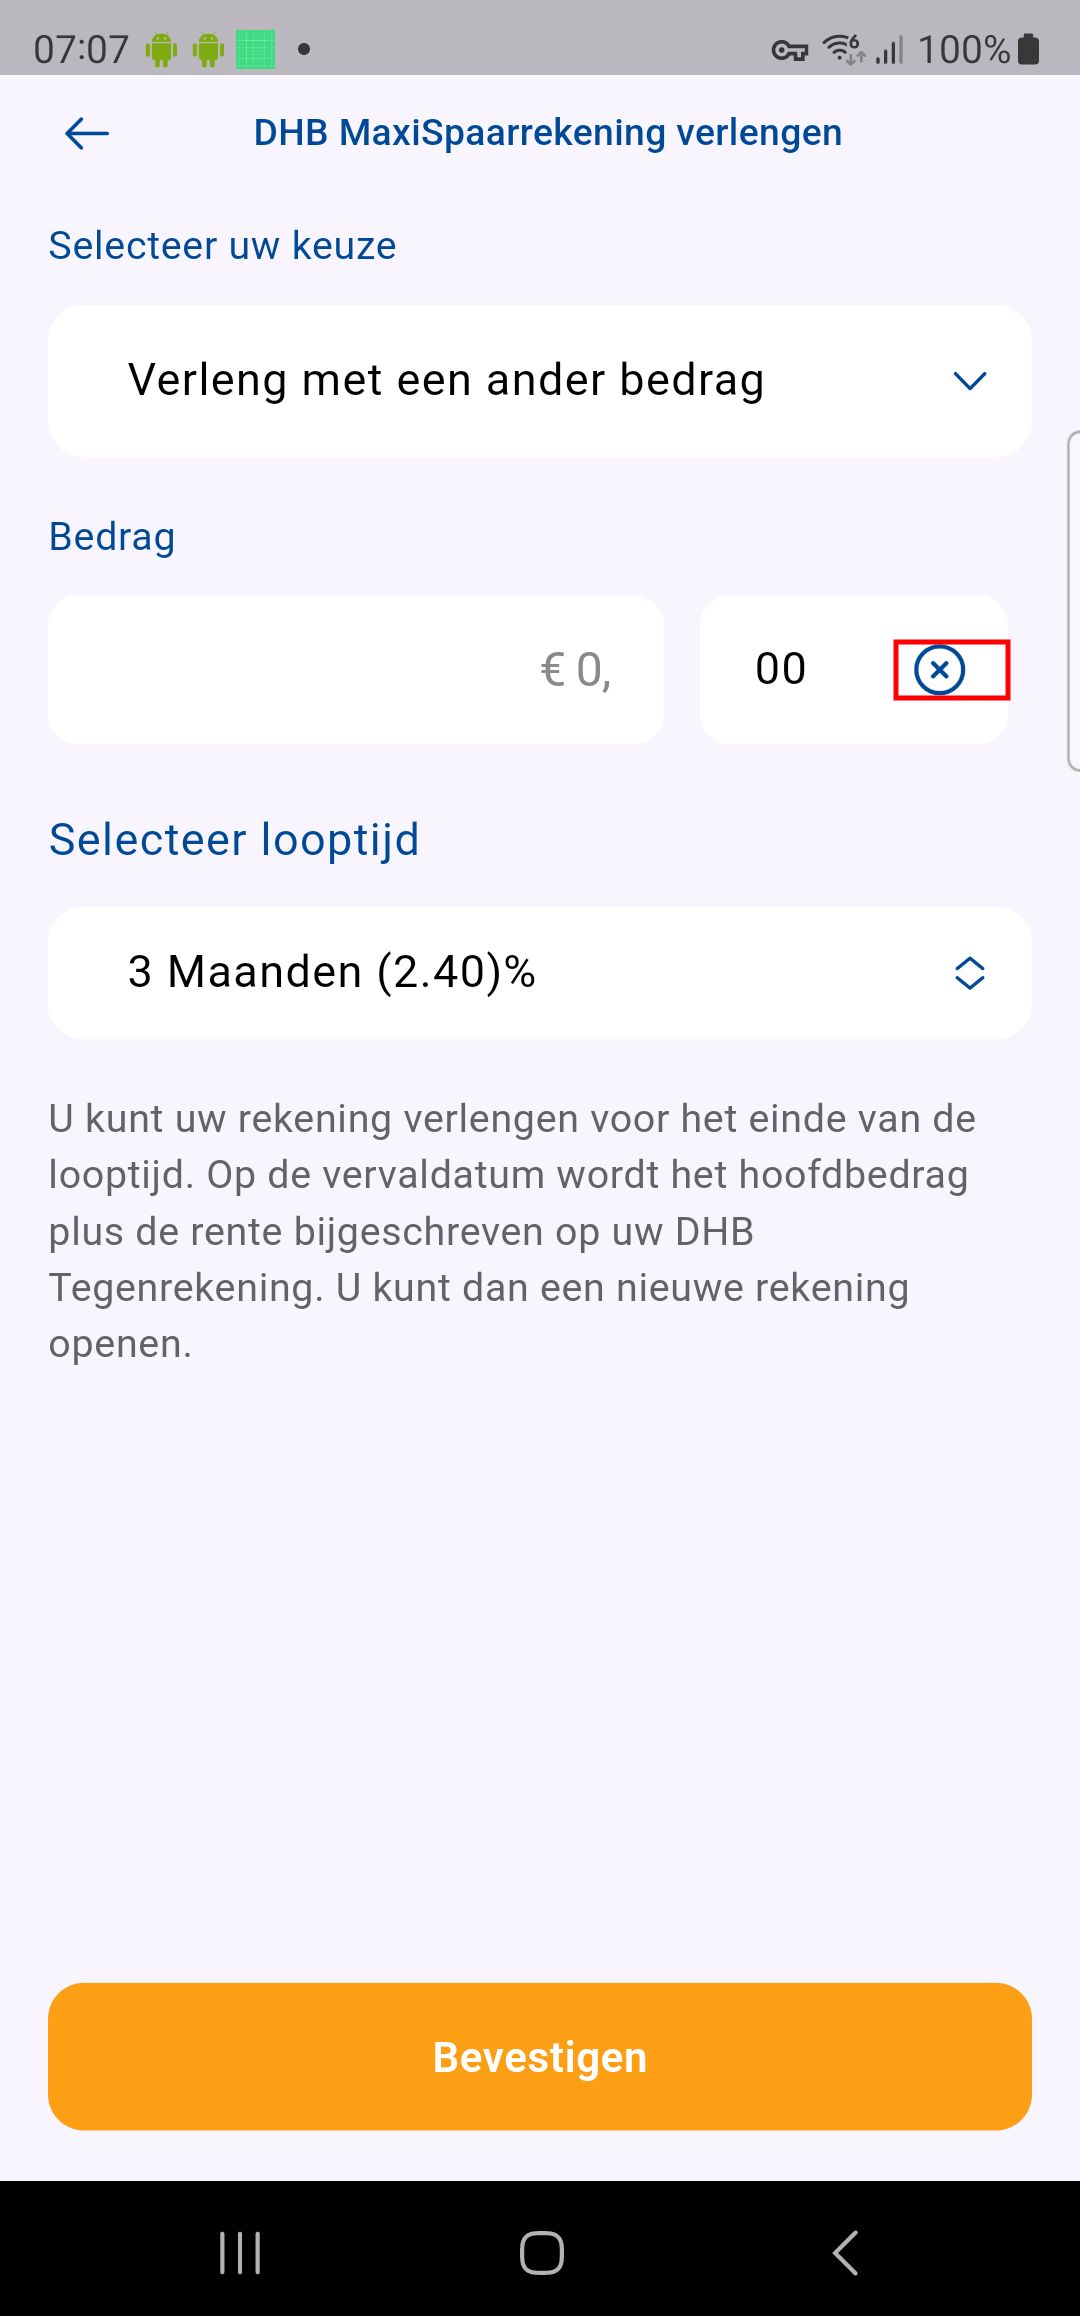 07:07
6
100%
DHB MaxiSpaarrekening verlengen
Selecteer uw keuze
Verleng met een ander bedrag
Bedrag
€ 0,
00
Selecteer looptijd
3 Maanden (2.40)%
U kunt uw rekening verlengen voor het einde van de
looptijd. Op de vervaldatum wordt het hoofdbedrag
plus de rente bijgeschreven op uw DHB
Tegenrekening. U kunt dan een nieuwe rekening
openen.
Bevestigen